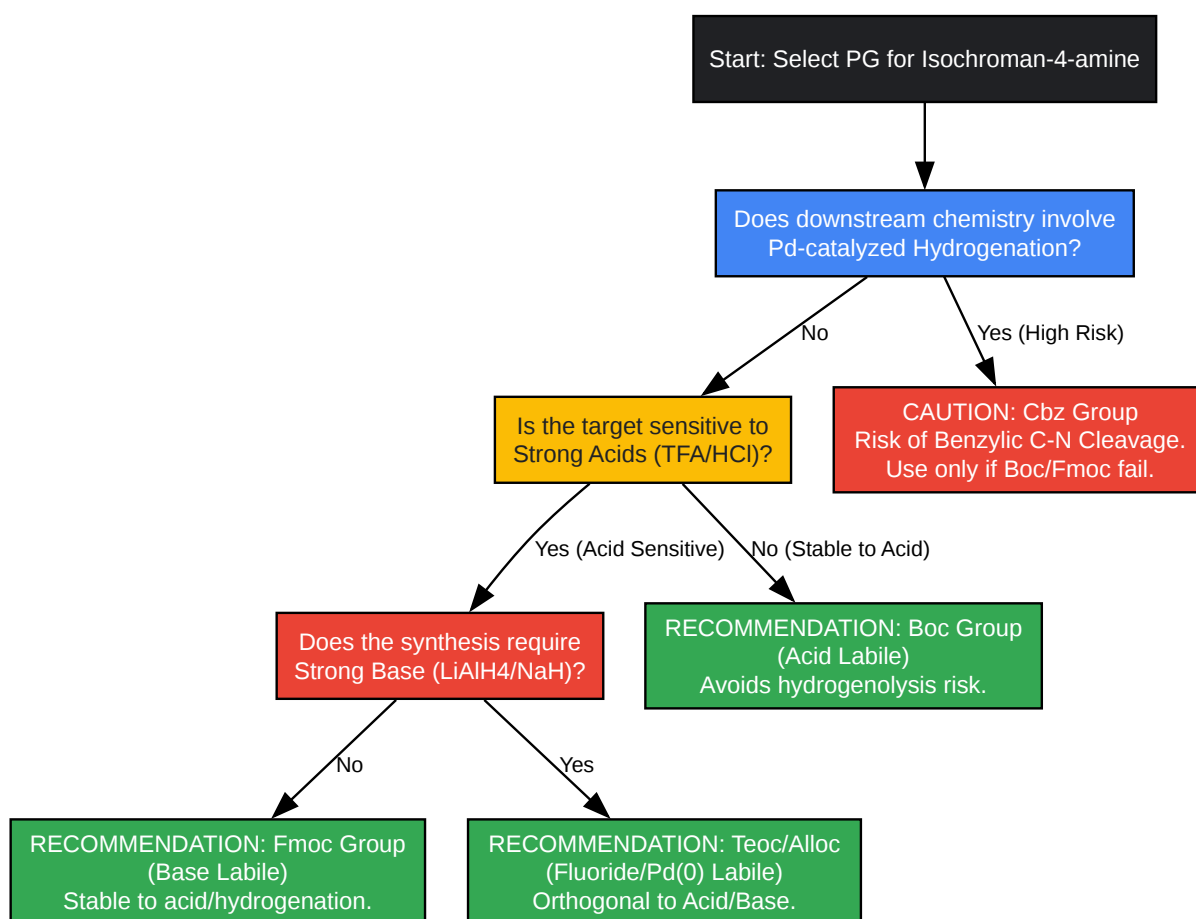 Start: Select PG for Isochroman-4-amine
Does downstream chemistry involve
Pd-catalyzed Hydrogenation?
No
Yes (High Risk)
Is the target sensitive to
Strong Acids (TFA/HCl)?
CAUTION: Cbz Group
Risk of Benzylic C-N Cleavage.
Use only if Boc/Fmoc fail.
Yes (Acid Sensitive)
No (Stable to Acid)
Does the synthesis require
Strong Base (LiAlH4/NaH)?
RECOMMENDATION: Boc Group
(Acid Labile)
Avoids hydrogenolysis risk.
No
Yes
RECOMMENDATION: Fmoc Group
(Base Labile)
Stable to acid/hydrogenation.
RECOMMENDATION: Teoc/Alloc
(Fluoride/Pd(0) Labile)
Orthogonal to Acid/Base.